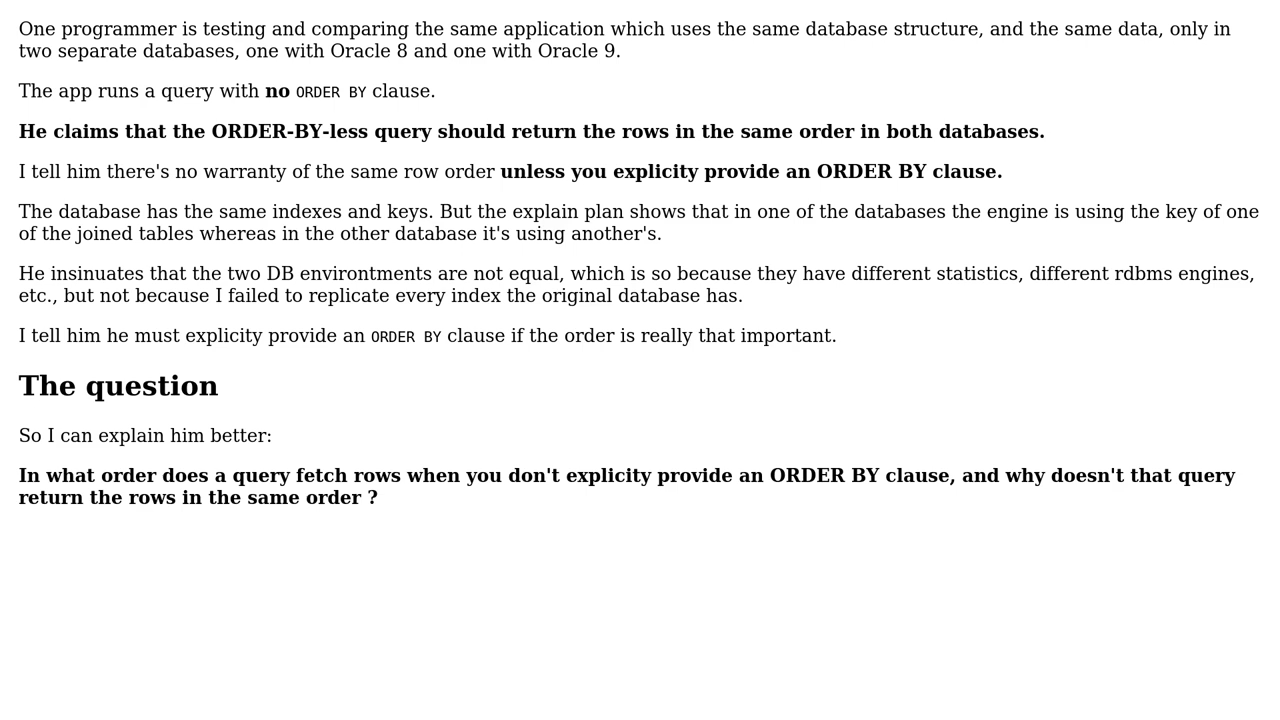 One programmer is testing and comparing the same application which uses the same database structure, and the same data, only in
two separate databases, one with Oracle 8 and one with Oracle 9.
The app runs a query with no ORDER BY clause.
He claims that the ORDER-BY-less query should return the rows in the same order in both databases.
I tell him there's no warranty of the same row order unless you explicity provide an ORDER BY clause.
The database has the same indexes and keys. But the explain plan shows that in one of the databases the engine is using the key of one
of the joined tables whereas in the other database it's using another's.
He insinuates that the two DB environtments are not equal, which is so because they have different statistics, different rdbms engines,
etc., but not because I failed to replicate every index the original database has.
I tell him he must explicity provide an ORDER BY clause if the order is really that important.
The question
So I can explain him better:
In what order does a query fetch rows when you don't explicity provide an ORDER BY clause, and why doesn't that query
return the rows in the same order ?